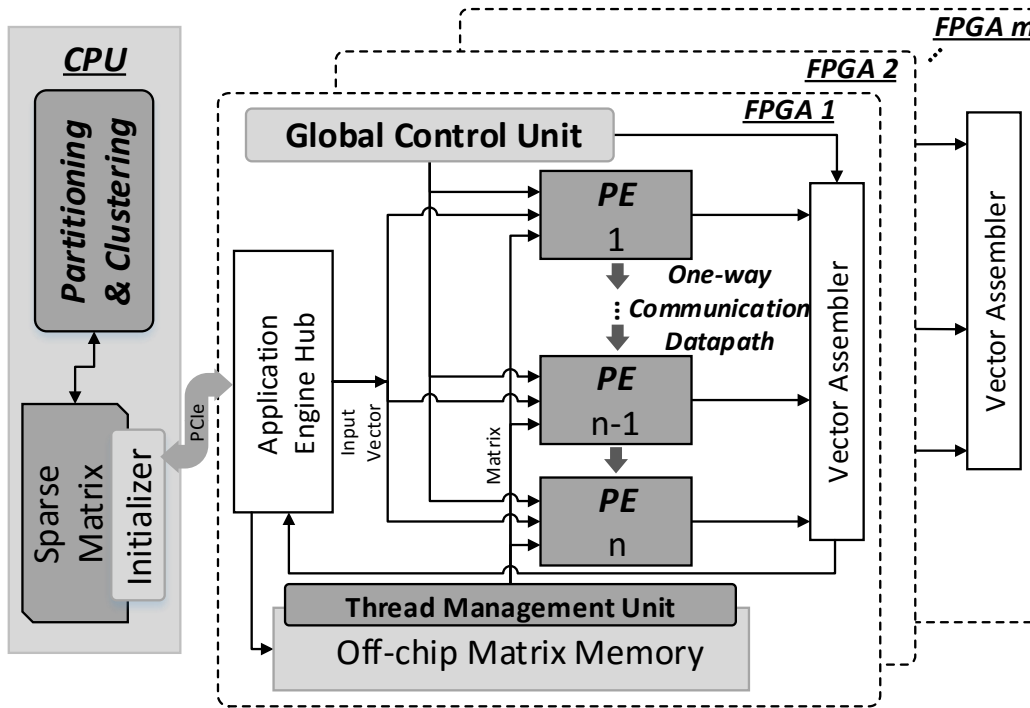 CPU
Partitioning
& Clustering
Sparse
Matrix
Initializer
PCIe
FPGA m
FPGA 2
FPGA 1
Global Control Unit
Application
Engine Hub
Input
Vector
Matrix
PE
1
One-way
Communication
Datapath
PE
n-1
PE
n
Vector Assembler
Thread Management Unit
Off-chip Matrix Memory
Vector Assembler